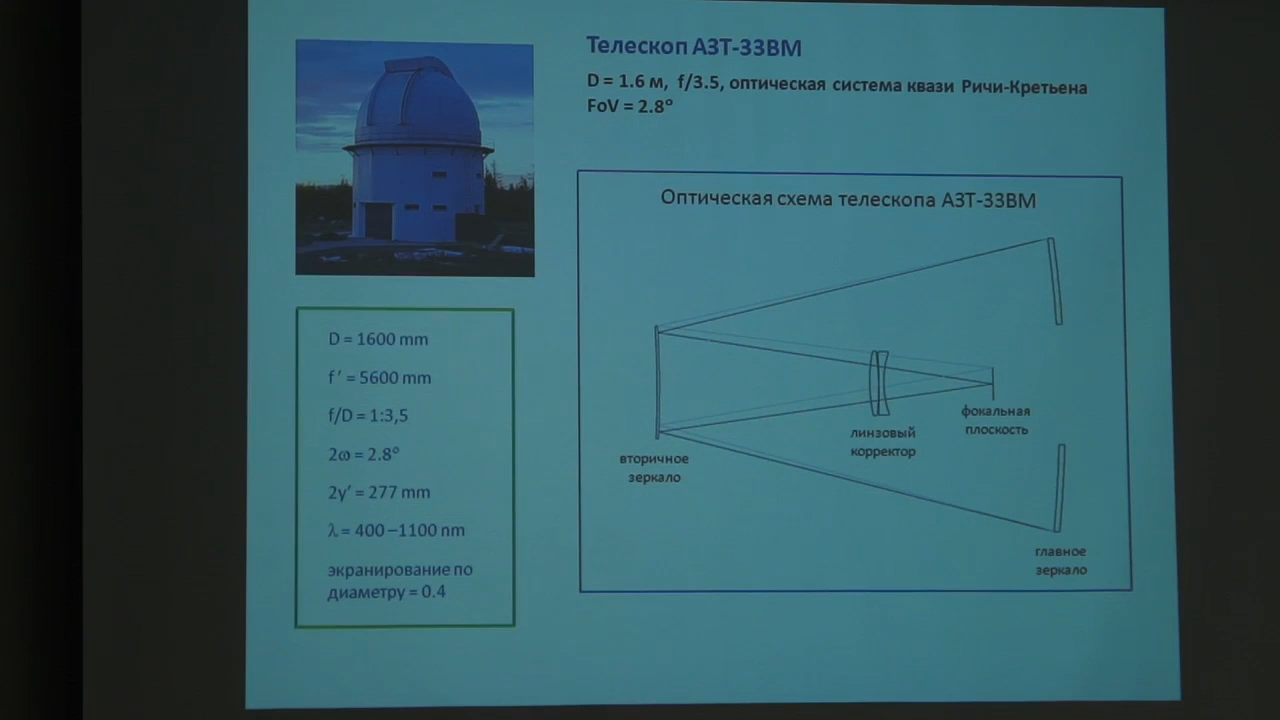 Телескоп АЗТ-33ВМ
D = 1.6 м, f/3.5, оптическая система квази Ричи-Кретьена
FoV = 2.8°
D = 1600 mm
f ′ = 5600 mm
f/D = 1:3,5
2ω = 2.8°
2y′ = 277 mm
λ = 400 –1100 nm
экранирование по
диаметру = 0.4
Оптическая схема телескопа АЗТ-33ВМ
фокальная
плоскость
линзовый
корректор
вторичное
зеркало
главное
зеркало